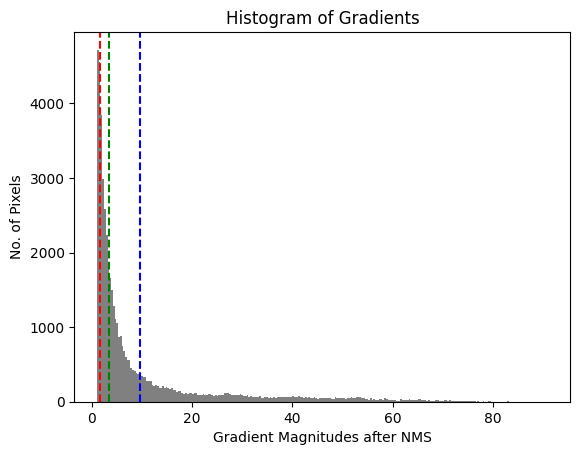 Histogram of Gradients
No. of Pixels
4000
3000
2000
1000
0
0 20 40 60 80
Gradient Magnitudes after NMS